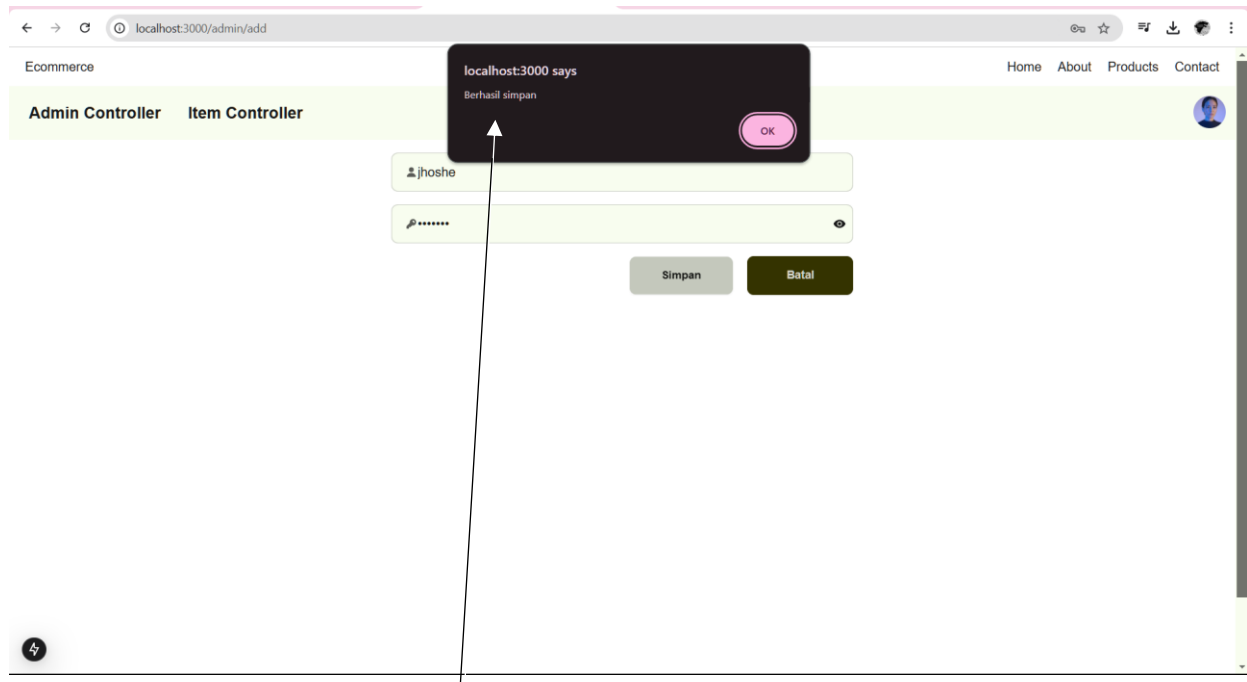 localhost:3000/admin/add
Ecommerce
Home About Products Contact
localhost:3000 says
Berhasil simpan
OK
Admin Controller Item Controller
jhoshe
•••••••
Simpan Batal